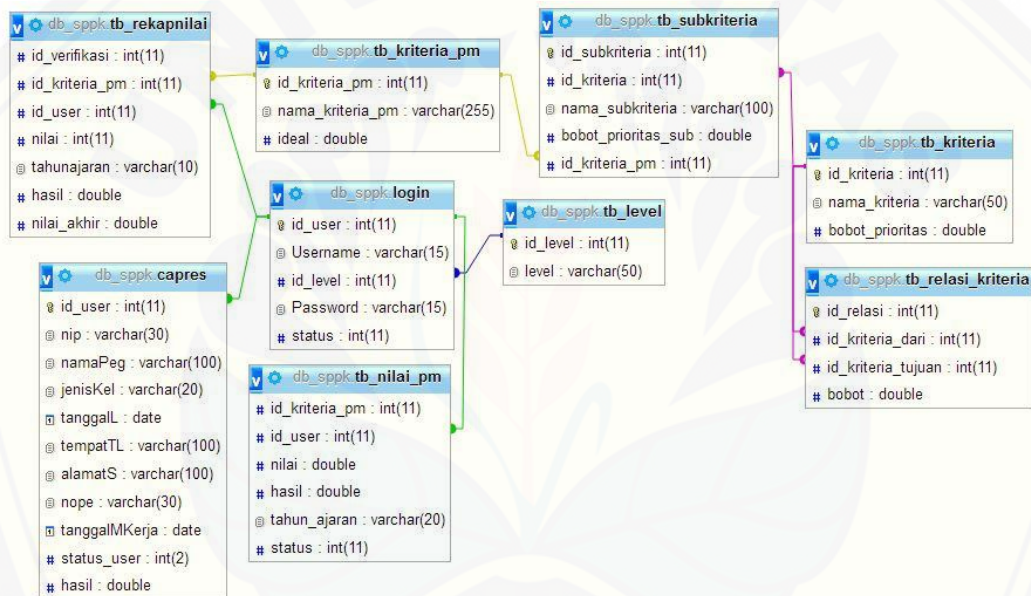 db_sppk.tb_rekapnilai
id_verifikasi : int(11)
id_kriteria_pm : int(11)
id_user : int(11)
nilai : int(11)
tahunajaran : varchar(10)
hasil : double
nilai_akhir : double
db_sppk.tb_kriteria_pm
id_kriteria_pm : int(11)
nama_kriteria_pm : varchar(255)
ideal : double
db_sppk.tb_subkriteria
id_subkriteria : int(11)
id_kriteria : int(11)
nama_subkriteria : varchar(100)
bobot_prioritas_sub : double
id_kriteria_pm : int(11)
db_sppk.tb_kriteria
id_kriteria : int(11)
nama_kriteria : varchar(50)
bobot_prioritas : double
db_sppk.login
id_user : int(11)
Username : varchar(15)
id_level : int(11)
Password : varchar(15)
status : int(11)
db_sppk.tb_level
id_level : int(11)
level : varchar(50)
db_sppk.capres
id_user : int(11)
nip : varchar(30)
namaPeg : varchar(100)
jenisKel : varchar(20)
tanggalL : date
tempatTL : varchar(100)
alamatS : varchar(100)
nope : varchar(30)
tanggalMKerja : date
status_user : int(2)
hasil : double
db_sppk.tb_nilai_pm
id_kriteria_pm : int(11)
id_user : int(11)
nilai : double
hasil : double
tahun_ajaran : varchar(20)
status : int(11)
db_sppk.tb_relasi_kriteria
id_relasi : int(11)
id_kriteria_dari : int(11)
id_kriteria_tujuan : int(11)
bobot : double